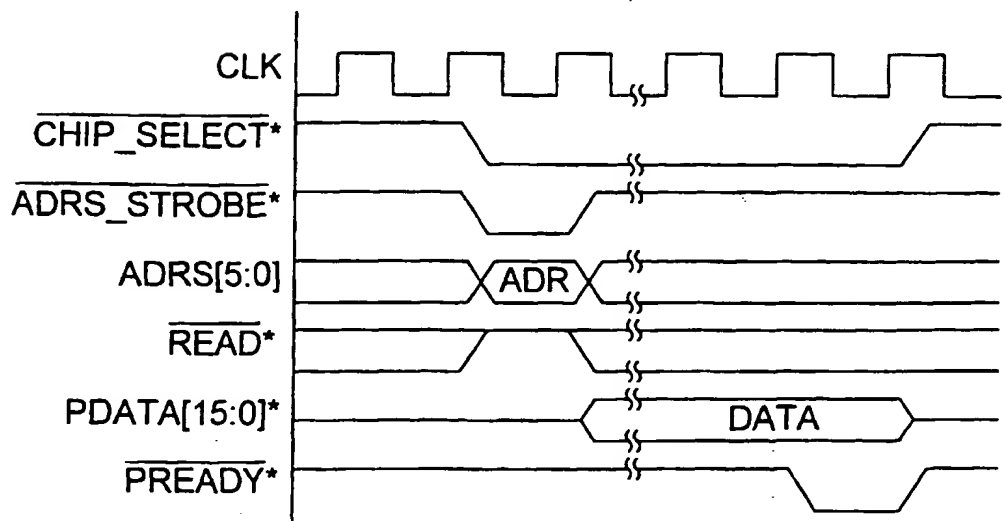 CLK
CHIP_SELECT*
ADRS_STROBE*
ADRS[5:0]
ADR
READ*
PDATA[15:0]*
DATA
PREADY*